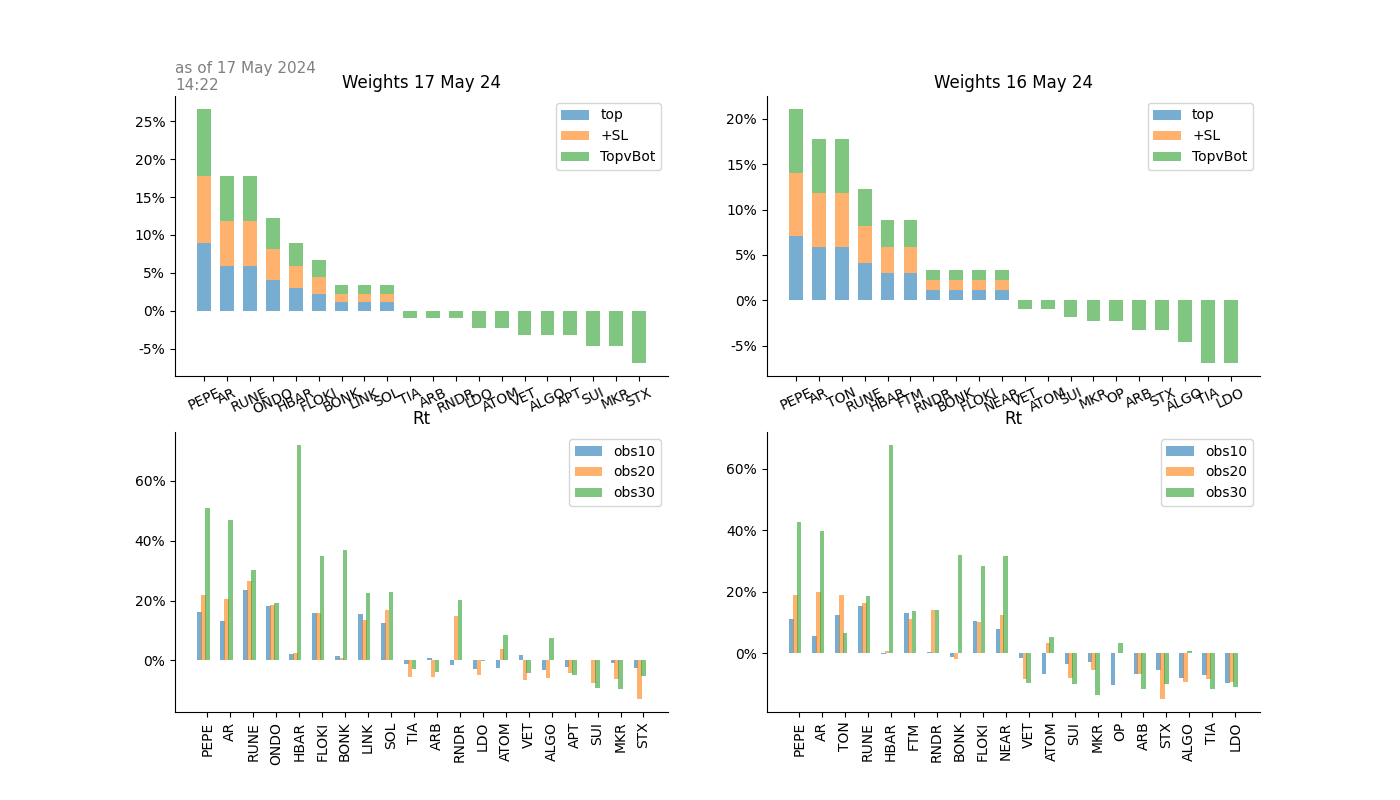 as of 17 May 2024
14:22
Weights 17 May 24
25%
20%
15%
10%
5%
0%
-5%
top
+SL
TopvBot
PEPE AR RUNE ONDO HBAR FLOKI BONK LINK SOL TIA ARB RNDR LDO ATOM VET ALGO APT SUI MKR STX
Weights 16 May 24
20%
15%
10%
5%
0%
-5%
top
+SL
TopvBot
PEPE AR TON RUNE HBAR FTM RNDR BONK FLOKI NEAR VET ATOM SUI MKR OP ARB STX ALGO TIA LDO
Rt
60%
40%
20%
0%
obs10
obs20
obs30
PEPE AR RUNE ONDO HBAR FLOKI BONK LINK SOL TIA ARB RNDR LDO ATOM VET ALGO APT SUI MKR STX
Rt
60%
40%
20%
0%
obs10
obs20
obs30
PEPE AR TON RUNE HBAR FTM RNDR BONK FLOKI NEAR VET ATOM SUI MKR OP ARB STX ALGO TIA LDO